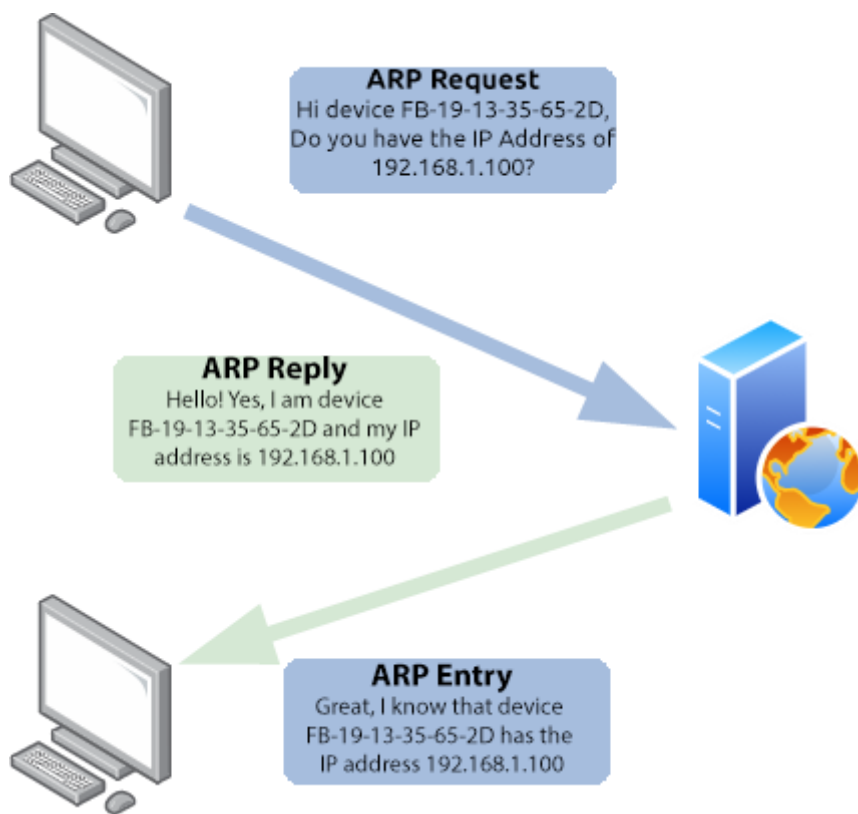 ARP Request
Hi device FB-19-13-35-65-2D,
Do you have the IP Address of
192.168.1.100?
ARP Reply
Hello! Yes, I am device
FB-19-13-35-65-2D and my IP
address is 192.168.1.100
ARP Entry
Great, I know that device
FB-19-13-35-65-2D has the
IP address 192.168.1.100